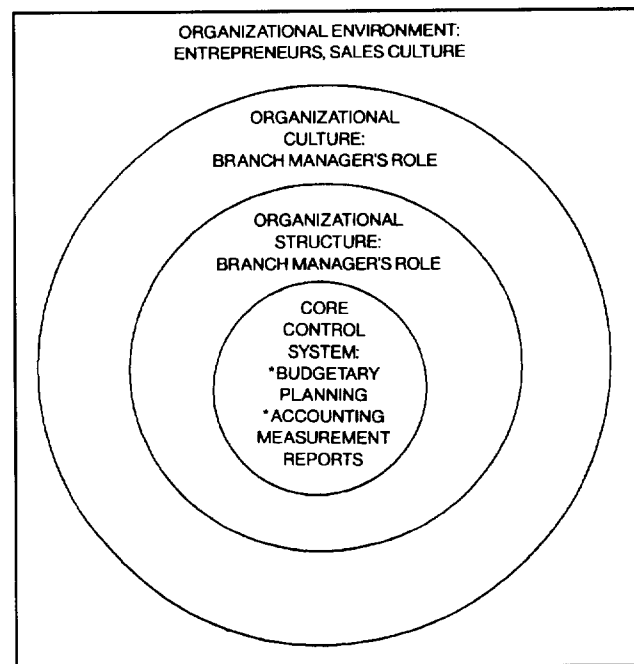 ORGANIZATIONAL ENVIRONMENT:
ENTREPRENEURS, SALES CULTURE
ORGANIZATIONAL
CULTURE:
BRANCH MANAGER'S ROLE
ORGANIZATIONAL
STRUCTURE:
BRANCH MANAGER'S ROLE
CORE
CONTROL
SYSTEM:
*BUDGETARY
PLANNING
*ACCOUNTING
MEASUREMENT
REPORTS